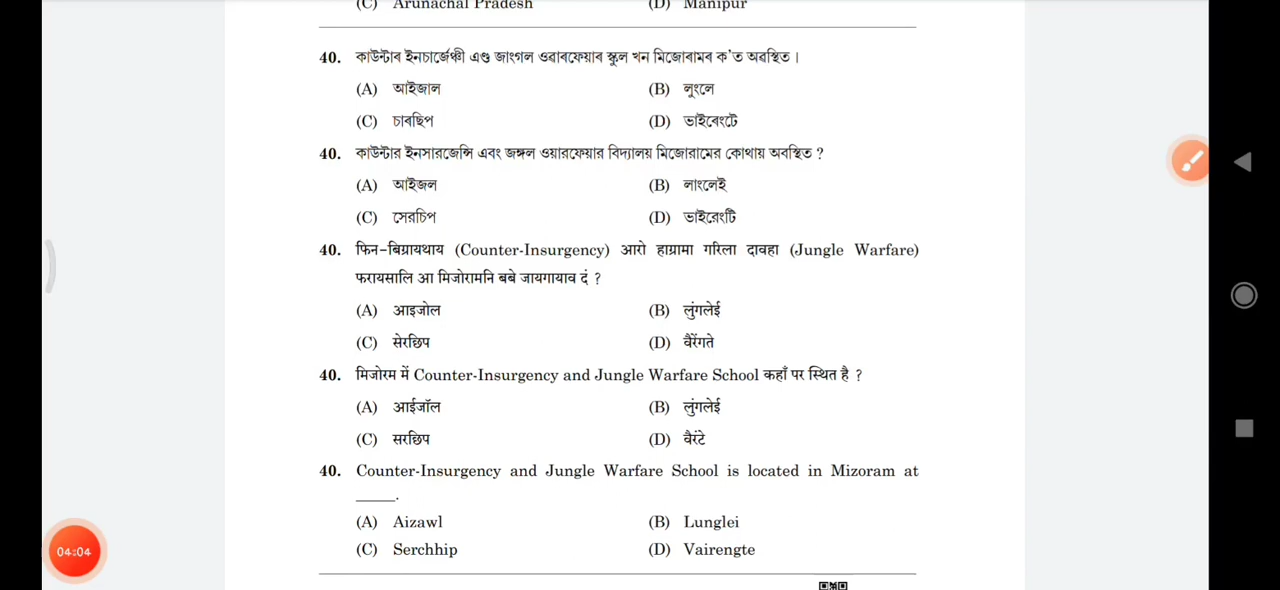 (C) Arunachal Pradesh (D) Manipur
40. কাউন্টাৰ ইনচাৰ্জেঞ্চী এণ্ড জাংগল ওৱাৰফেয়াৰ স্কুল খন মিজোৰামৰ ক'ত অৱস্থিত।
(A) আইজাল (B) লুংলে
(C) চাৰছিপ (D) ভাইৰেংটে
40. কাউন্টার ইনসারজেন্সি এবং জঙ্গল ওয়ারফেয়ার বিদ্যালয় মিজোরামের কোথায় অবস্থিত ?
(A) আইজল (B) লাংলেই
(C) সেরচিপ (D) ভাইরেংটি
40. फिन-बिग्रायथाय (Counter-Insurgency) आरो हाग्रामा गरिला दावहा (Jungle Warfare)
फरायसालि आ मिजोरामनि बबे जायगायाव दं ?
(A) आइजोल (B) लुंगलेई
(C) सेरछिप (D) वैरेंगते
40. मिजोरम में Counter-Insurgency and Jungle Warfare School कहाँ पर स्थित है ?
(A) आईजॉल (B) लुंगलेई
(C) सरछिप (D) वैरंटे
40. Counter-Insurgency and Jungle Warfare School is located in Mizoram at
_____.
(A) Aizawl (B) Lunglei
(C) Serchhip (D) Vairengte
04:04